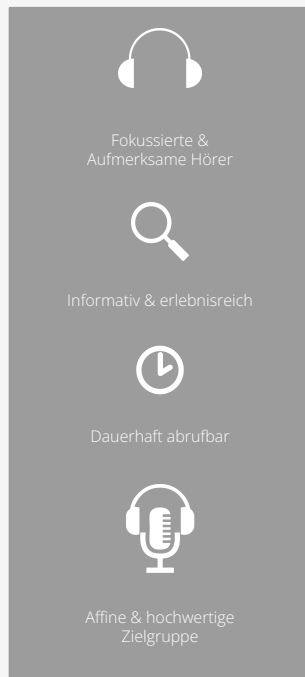 Fokussierte &
Aufmerksame Hörer
Informativ & erlebnisreich
Dauerhaft abrufbar
Affine & hochwertige
Zielgruppe